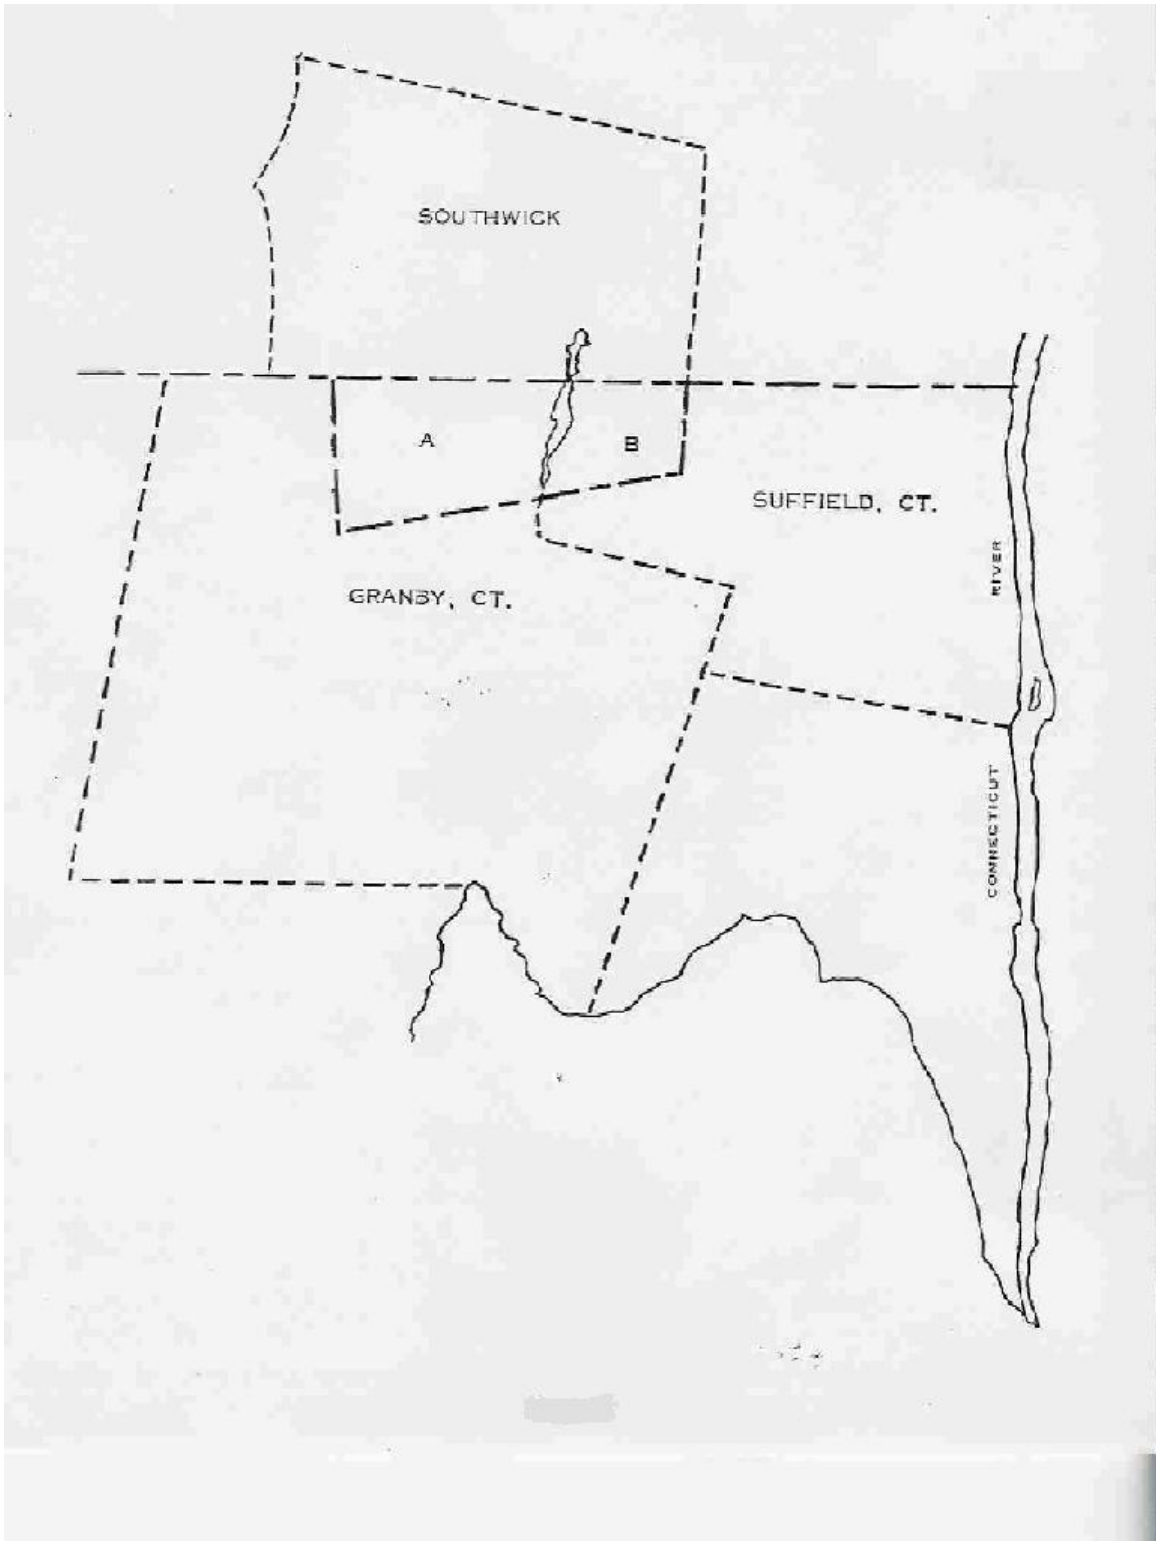 SOUTHWICK
A
B
SUFFIELD, CT.
RIVER
GRANBY, CT.
CONNECTICUT